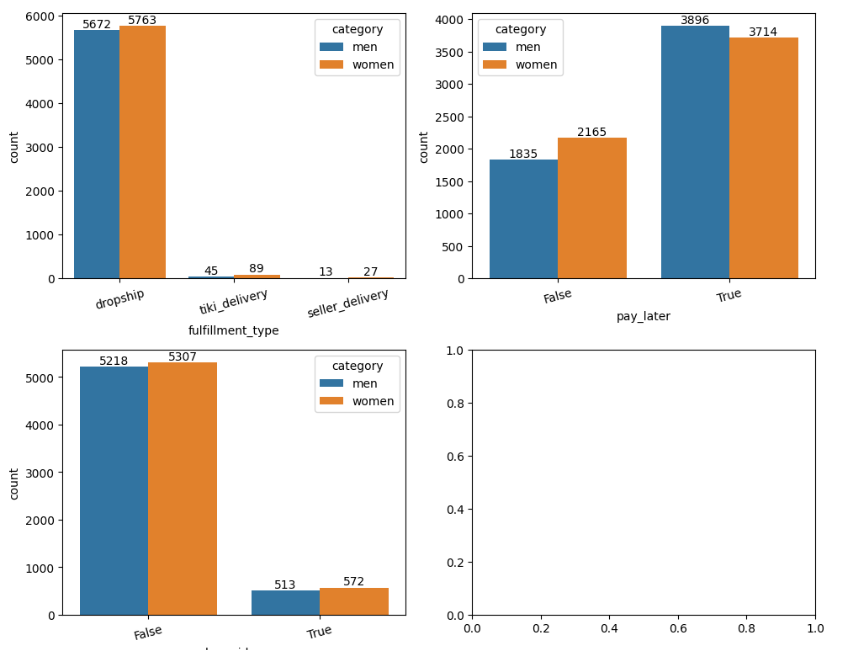 6000
5000
4000
3000
2000
1000
0
count
5672
5763
45
89
13
27
category
men
women
dropship
tiki_delivery
seller_delivery
fulfillment_type
4000
3500
3000
2500
2000
1500
1000
500
0
count
category
men
women
1835
2165
3896
3714
False
True
pay_later
5000
4000
3000
2000
1000
0
count
5218
5307
513
572
category
men
women
False
True
1.0
0.8
0.6
0.4
0.2
0.0
0.0
0.2
0.4
0.6
0.8
1.0